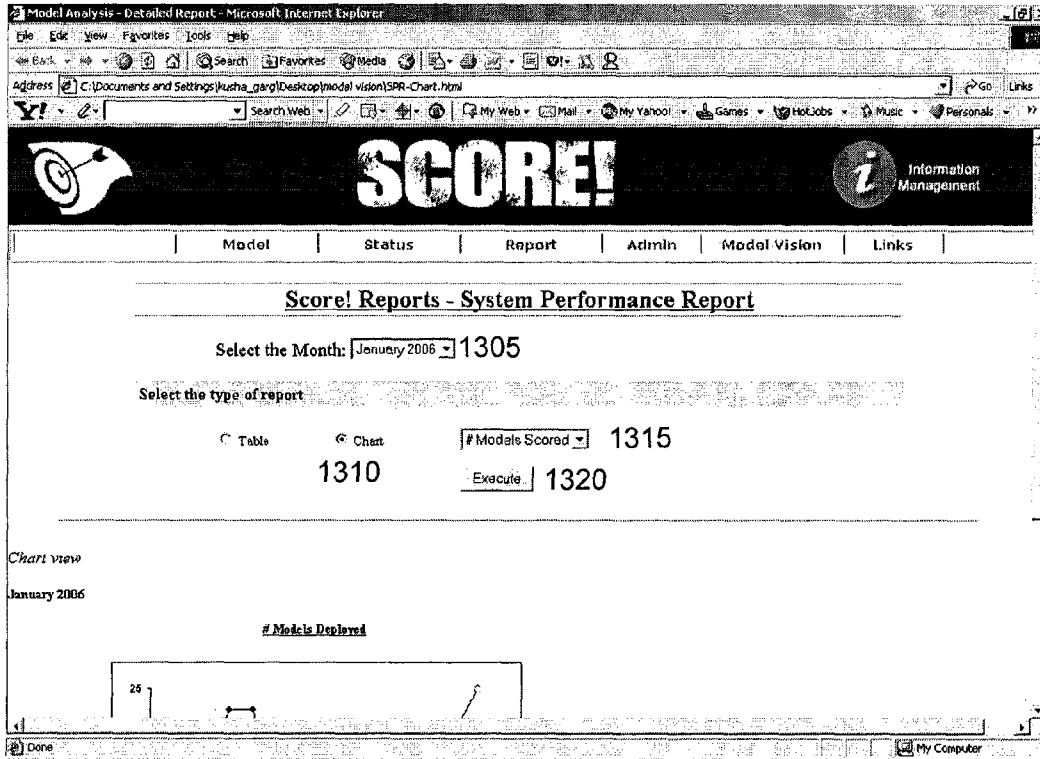 Model Analysis - Detailed Report - Microsoft Internet Explorer
File Edit View Favorites Tools Help
Back Search Favorites Media
Address C:\Documents and Settings\kusha_garg\Desktop\modal vision\SPR-Chart.html Go Links
Y! Search Web My Web Mail My Yahoo! Games HotJobs Music Personals
SCORE!
i Information
Management
Model Status Report Admin Model Vision Links
Score! Reports - System Performance Report
Select the Month: January 2006 1305
Select the type of report
Table Chart # Models Scored 1315
1310 Execute.. 1320
Chart view
January 2006
# Models Deployed
25
Done My Computer